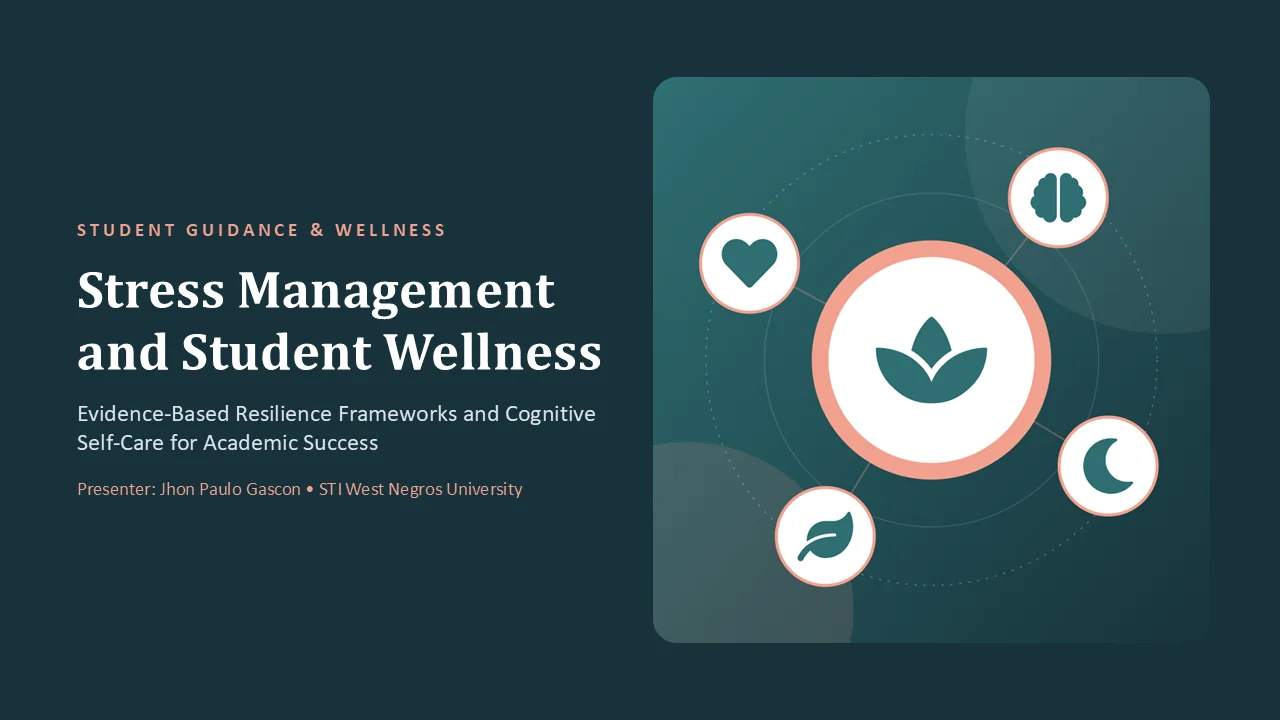 STUDENT GUIDANCE & WELLNESS
Stress Management
and Student Wellness
Evidence-Based Resilience Frameworks and Cognitive
Self-Care for Academic Success
Presenter: Jhon Paulo Gascon • STI West Negros University